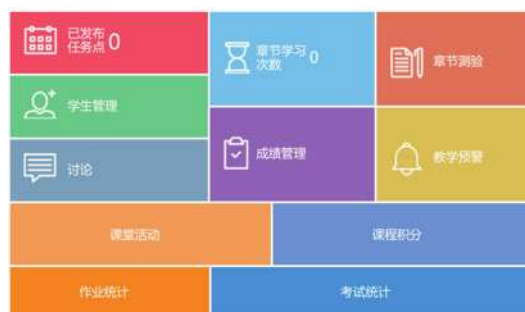 已发布
任务点 0
章节学习
次数 0
章节测验
学生管理
成绩管理
教学预警
讨论
课堂活动
课程积分
作业统计
考试统计